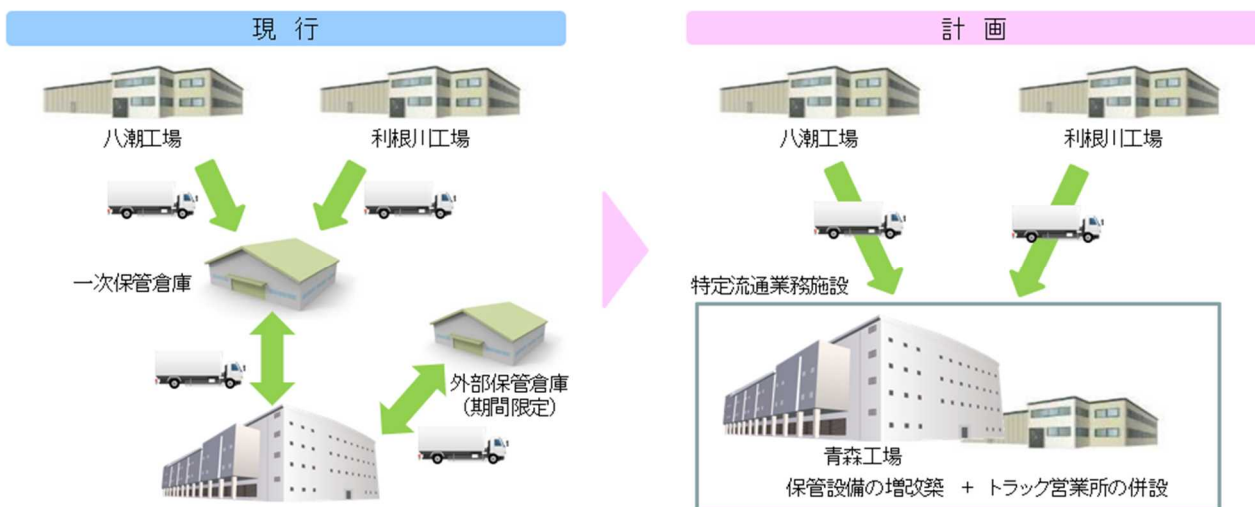 現行
計画
八潮工場
利根川工場
一次保管倉庫
外部保管倉庫
(期間限定)
八潮工場
利根川工場
特定流通業務施設
青森工場
保管設備の増改築 + トラック営業所の併設